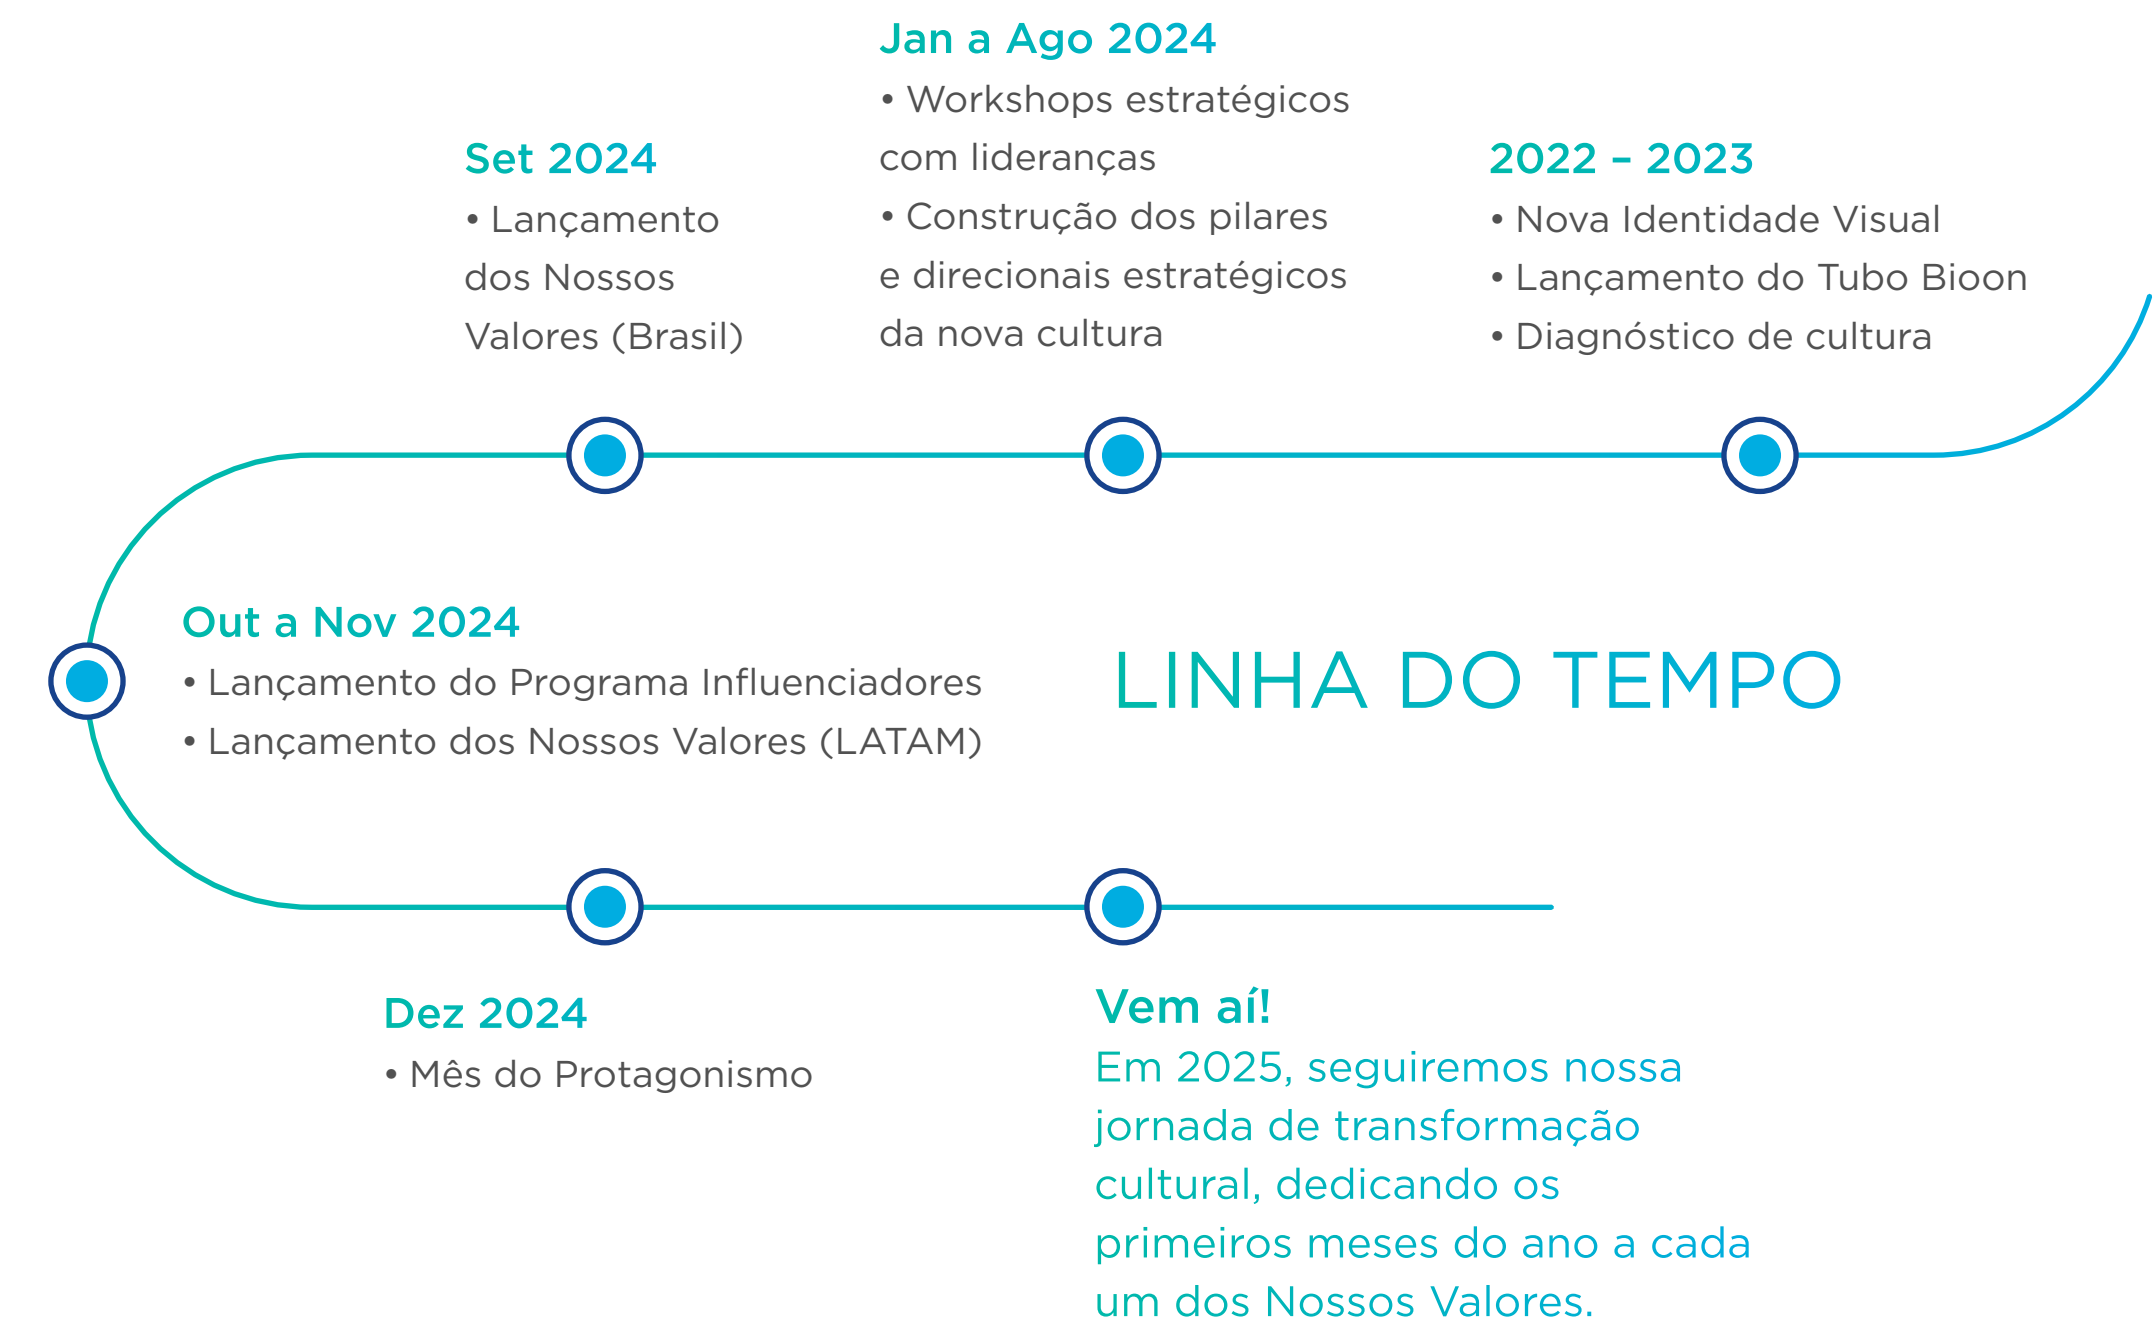 Jan a Ago 2024
• Workshops estratégicos
com lideranças
• Construção dos pilares
e direcionais estratégicos
da nova cultura
Set 2024
• Lançamento
dos Nossos
Valores (Brasil)
2022 – 2023
• Nova Identidade Visual
• Lançamento do Tubo Bioon
• Diagnóstico de cultura
Out a Nov 2024
• Lançamento do Programa Influenciadores
• Lançamento dos Nossos Valores (LATAM)
LINHA DO TEMPO
Dez 2024
• Mês do Protagonismo
Vem aí!
Em 2025, seguiremos nossa
jornada de transformação
cultural, dedicando os
primeiros meses do ano a cada
um dos Nossos Valores.